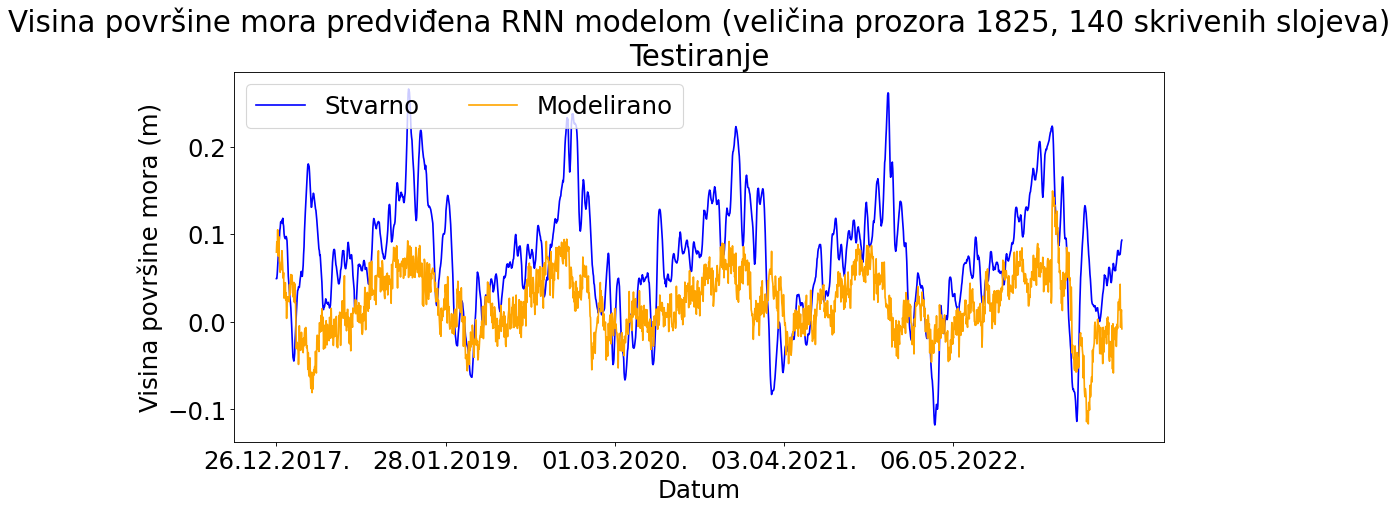 Visina površine mora predviđena RNN modelom (veličina prozora 1825, 140 skrivenih slojeva)
Testiranje
Stvarno Modelirano
Visina površine mora (m)
0.2
0.1
0.0
−0.1
26.12.2017. 28.01.2019. 01.03.2020. 03.04.2021. 06.05.2022.
Datum